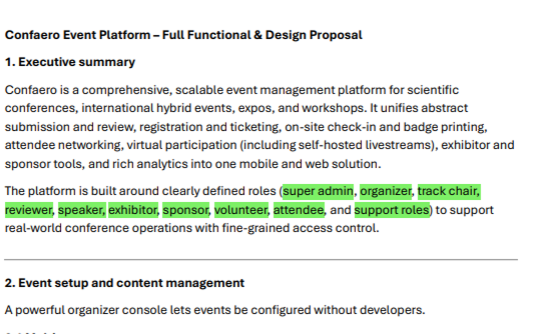 Confaero Event Platform – Full Functional & Design Proposal
1. Executive summary
Confaero is a comprehensive, scalable event management platform for scientific
conferences, international hybrid events, expos, and workshops. It unifies abstract
submission and review, registration and ticketing, on-site check-in and badge printing,
attendee networking, virtual participation (including self-hosted livestreams), exhibitor and
sponsor tools, and rich analytics into one mobile and web solution.
The platform is built around clearly defined roles (super admin, organizer, track chair,
reviewer, speaker, exhibitor, sponsor, volunteer, attendee, and support roles) to support
real-world conference operations with fine-grained access control.
2. Event setup and content management
A powerful organizer console lets events be configured without developers.